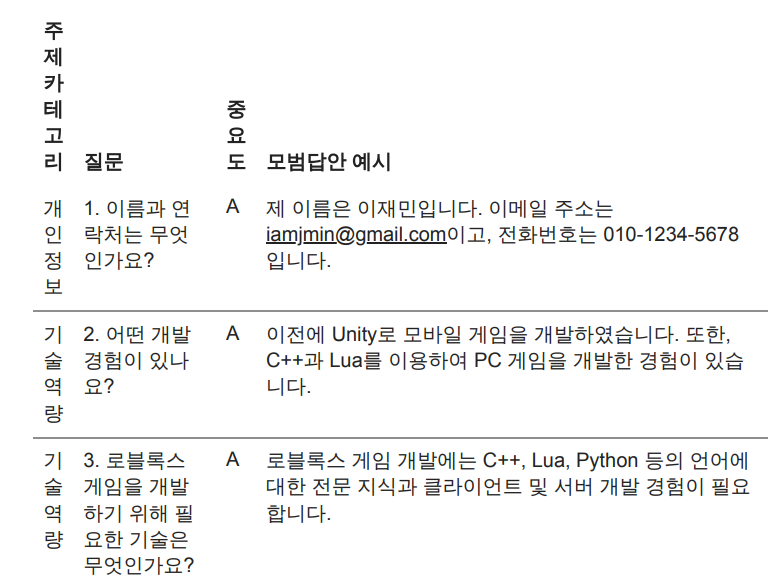 주제카테고리 질문 중요도 모범답안 예시
개인정보
1. 이름과 연
락처는 무엇
인가요?
A
제 이름은 이재민입니다. 이메일 주소는
iamjmin@gmail.com이고, 전화번호는 010-1234-5678
입니다.
기술역량
2. 어떤 개발
경험이 있나
요?
A
이전에 Unity로 모바일 게임을 개발하였습니다. 또한,
C++과 Lua를 이용하여 PC 게임을 개발한 경험이 있습
니다.
기술역량
3. 로블록스
게임을 개발
하기 위해 필
요한 기술은
무엇인가요?
A
로블록스 게임 개발에는 C++, Lua, Python 등의 언어에
대한 전문 지식과 클라이언트 및 서버 개발 경험이 필요
합니다.